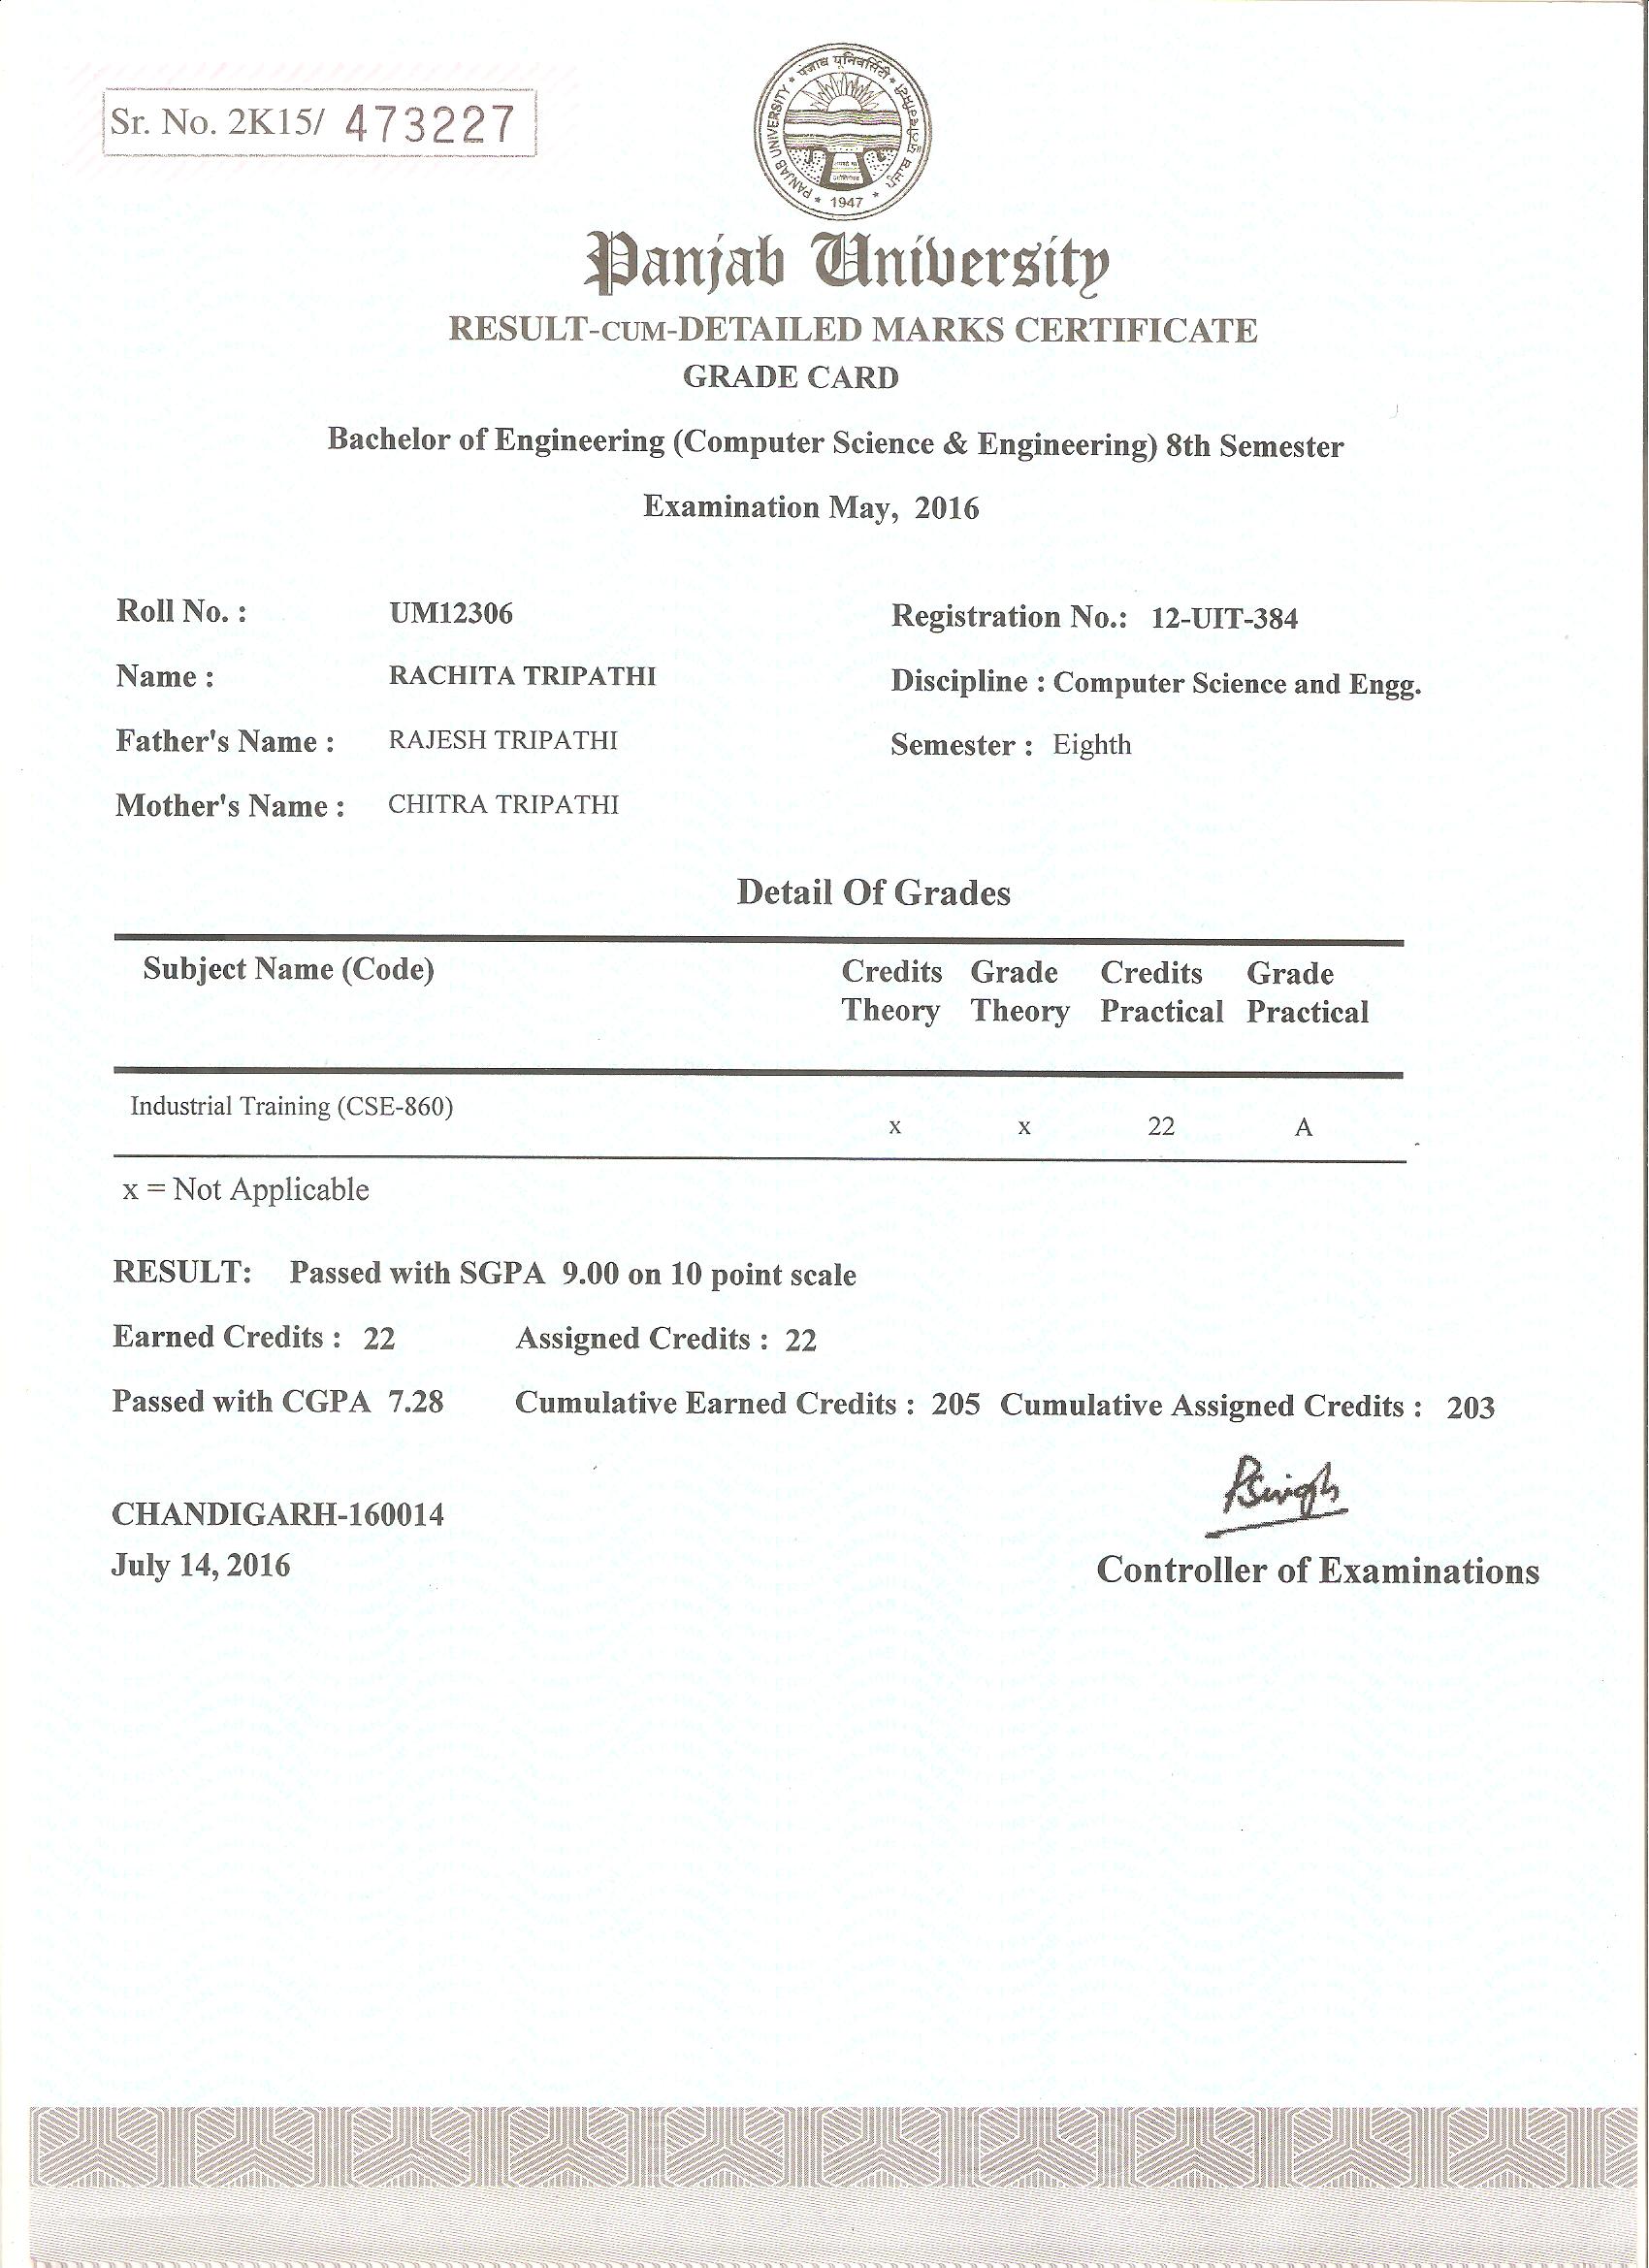 Sr. No. 2K15/ 473227
PANJAB UNIVERSITY * पंजाब यूनिवर्सिटी * ਪੰਜਾਬ ਯੂਨੀਵਰਸਿਟੀ * 1947 *
Panjab University
RESULT-CUM-DETAILED MARKS CERTIFICATE
GRADE CARD
Bachelor of Engineering (Computer Science & Engineering) 8th Semester
Examination May, 2016
Roll No. : UM12306 Registration No.: 12-UIT-384
Name : RACHITA TRIPATHI Discipline : Computer Science and Engg.
Father's Name : RAJESH TRIPATHI Semester : Eighth
Mother's Name : CHITRA TRIPATHI
Detail Of Grades
Subject Name (Code) Credits Grade Credits Grade
Theory Theory Practical Practical
Industrial Training (CSE-860) x x 22 A
x = Not Applicable
RESULT: Passed with SGPA 9.00 on 10 point scale
Earned Credits : 22 Assigned Credits : 22
Passed with CGPA 7.28 Cumulative Earned Credits : 205 Cumulative Assigned Credits : 203
PSingh
CHANDIGARH-160014
July 14, 2016 Controller of Examinations